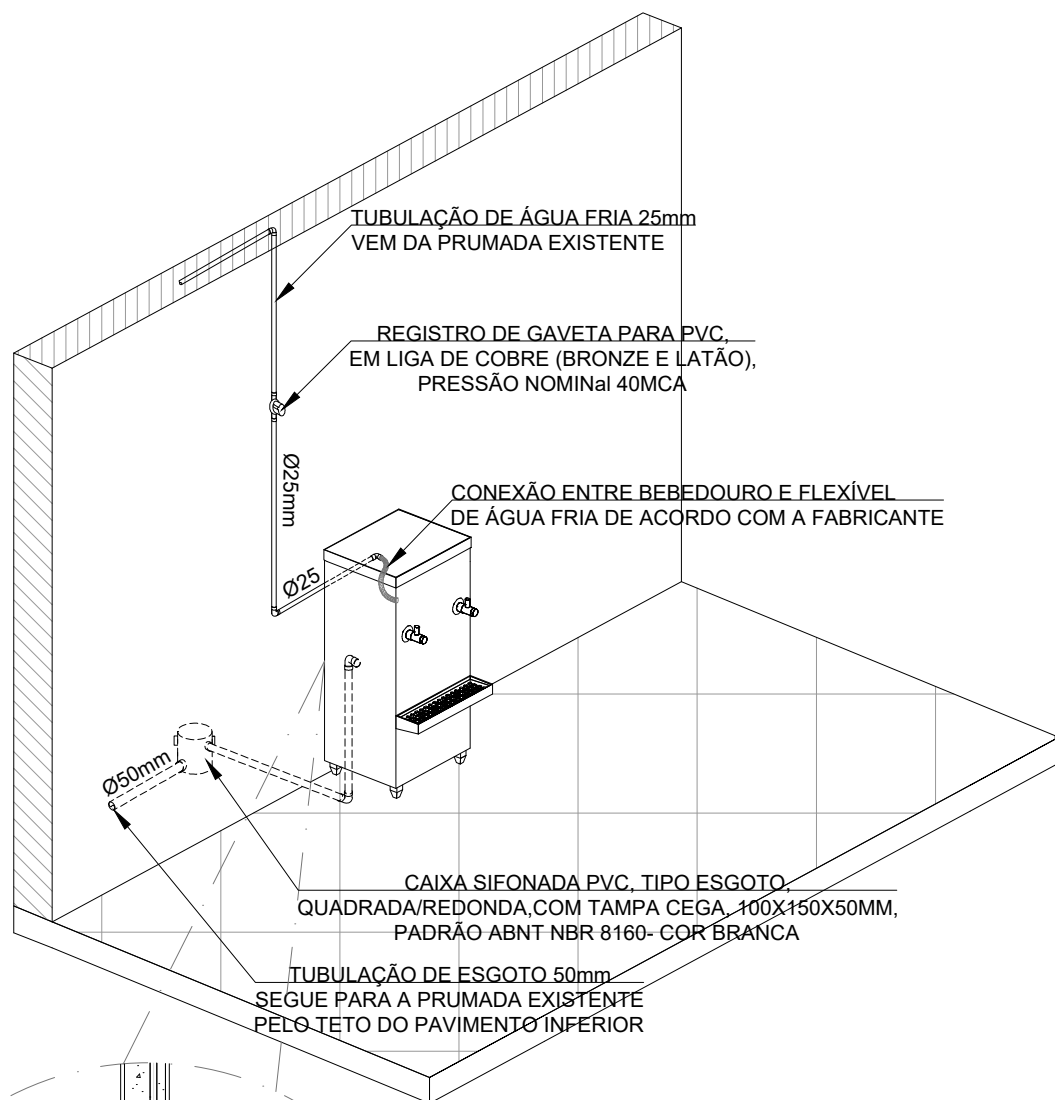 TUBULAÇÃO DE ÁGUA FRIA 25mm
VEM DA PRUMADA EXISTENTE
REGISTRO DE GAVETA PARA PVC,
EM LIGA DE COBRE (BRONZE E LATÃO),
PRESSÃO NOMINal 40MCA
Ø25mm
CONEXÃO ENTRE BEBEDOURO E FLEXÍVEL
DE ÁGUA FRIA DE ACORDO COM A FABRICANTE
Ø25
Ø50mm
CAIXA SIFONADA PVC, TIPO ESGOTO,
QUADRADA/REDONDA,COM TAMPA CEGA, 100X150X50MM,
PADRÃO ABNT NBR 8160- COR BRANCA
TUBULAÇÃO DE ESGOTO 50mm
SEGUE PARA A PRUMADA EXISTENTE
PELO TETO DO PAVIMENTO INFERIOR